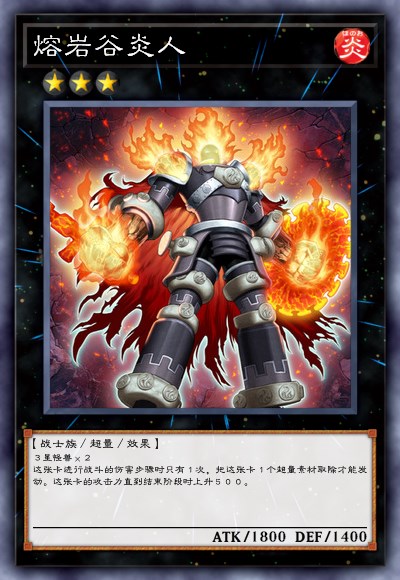 熔岩谷炎人
ほのお
炎
【战士族／超量／效果】
３星怪兽×２
这张卡进行战斗的伤害步骤时只有１次，把这张卡１个超量素材取除才能发
动。这张卡的攻击力直到结束阶段时上升５００。
ATK/1800 DEF/1400